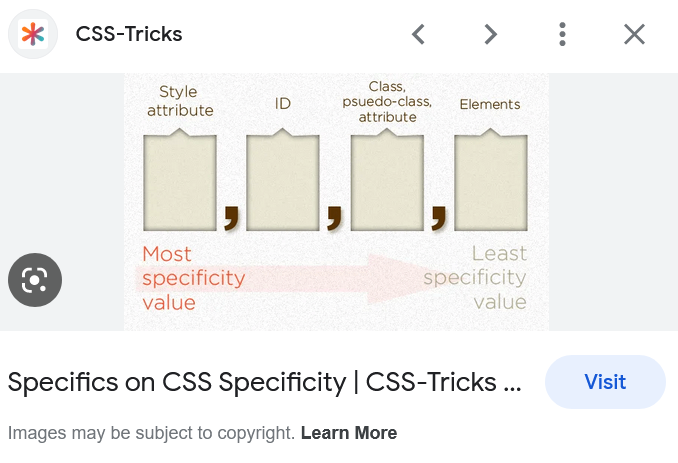 CSS-Tricks
Style
attribute
ID
Class,
psuedo-class,
attribute
Elements
, , ,
Most
specificity
value
Least
specificity
value
Specifics on CSS Specificity | CSS-Tricks ...
Visit
Images may be subject to copyright. Learn More